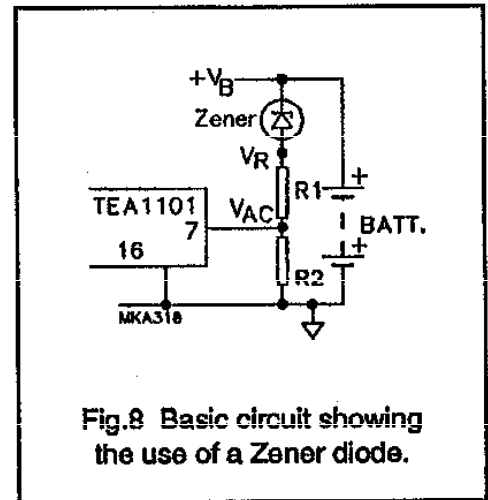 +VB
Zener
VR
R1
+
TEA1101
VAC
7
BATT.
16
+
R2
MKA318
Fig.8 Basic circuit showing
the use of a Zener diode.